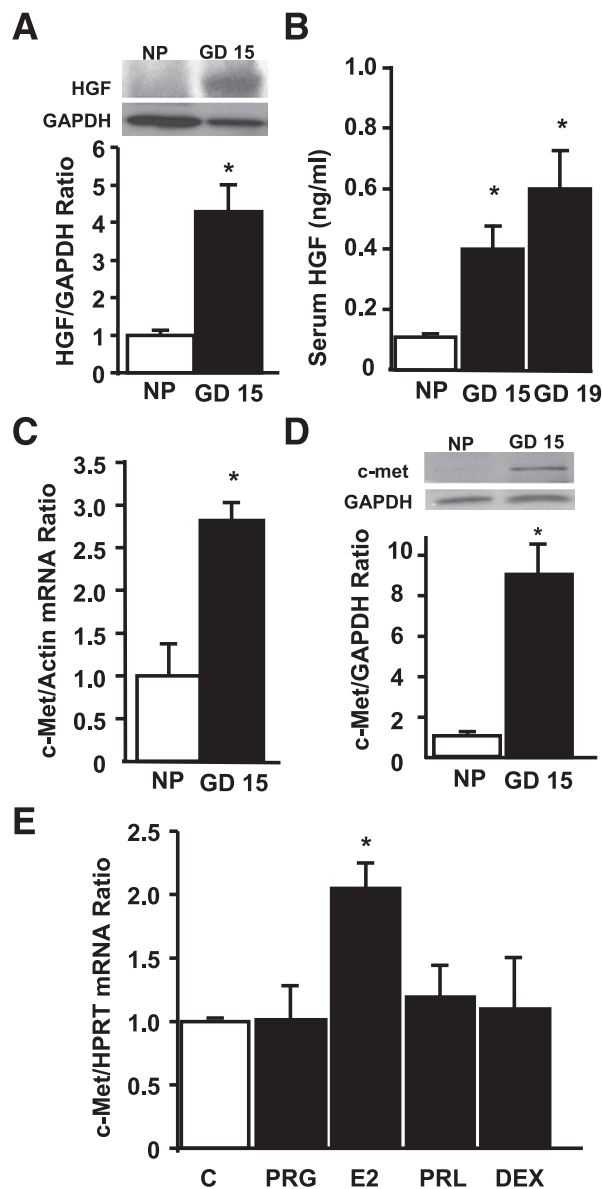 A
NP GD 15
HGF
GAPDH
HGF/GAPDH Ratio
6
5
4
3
2
1
0
*
NP GD 15
B
Serum HGF (ng/ml)
1.0
0.8
0.6
0.4
0.2
0
*
*
NP GD 15 GD 19
C
c-Met/Actin mRNA Ratio
3.5
3.0
2.5
2.0
1.5
1.0
0.5
0
*
NP GD 15
D
NP GD 15
c-met
GAPDH
c-Met/GAPDH Ratio
10
8
6
4
2
0
*
NP GD 15
E
c-Met/HPRT mRNA Ratio
2.5
2.0
1.5
1.0
0.5
0
*
C PRG E2 PRL DEX